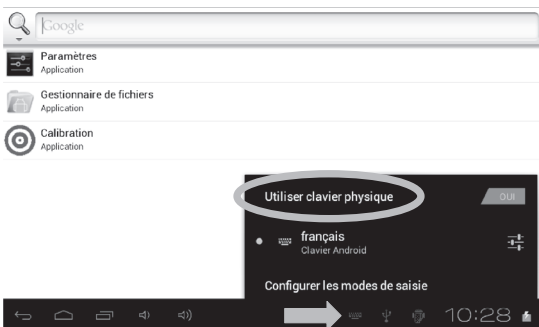 Google
Paramètres
Application
Gestionnaire de fichiers
Application
Calibration
Application
Utiliser clavier physique
OUI
français
Clavier Android
Configurer les modes de saisie
10:28